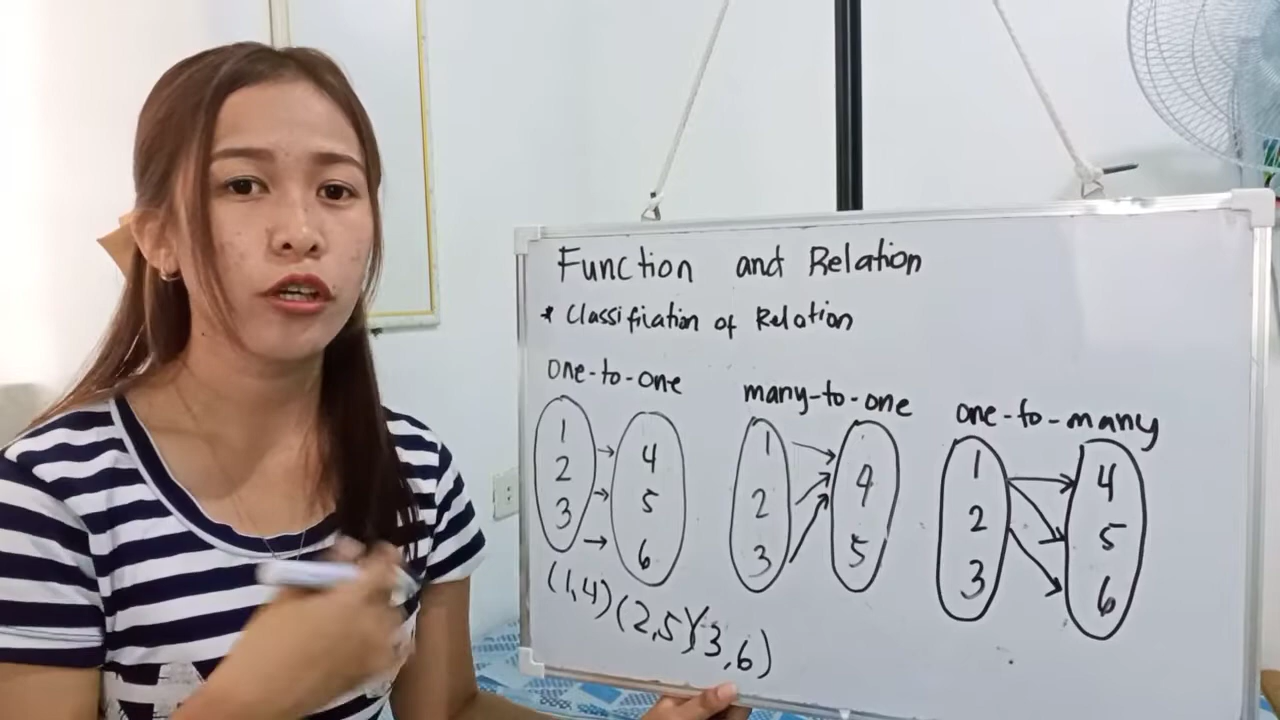 Function and Relation
* Classification of Relation
one-to-one
1
2
3
4
5
6
(1,4) (2,5) (3,6)
many-to-one
1
2
3
4
5
one-to-many
1
2
3
4
5
6